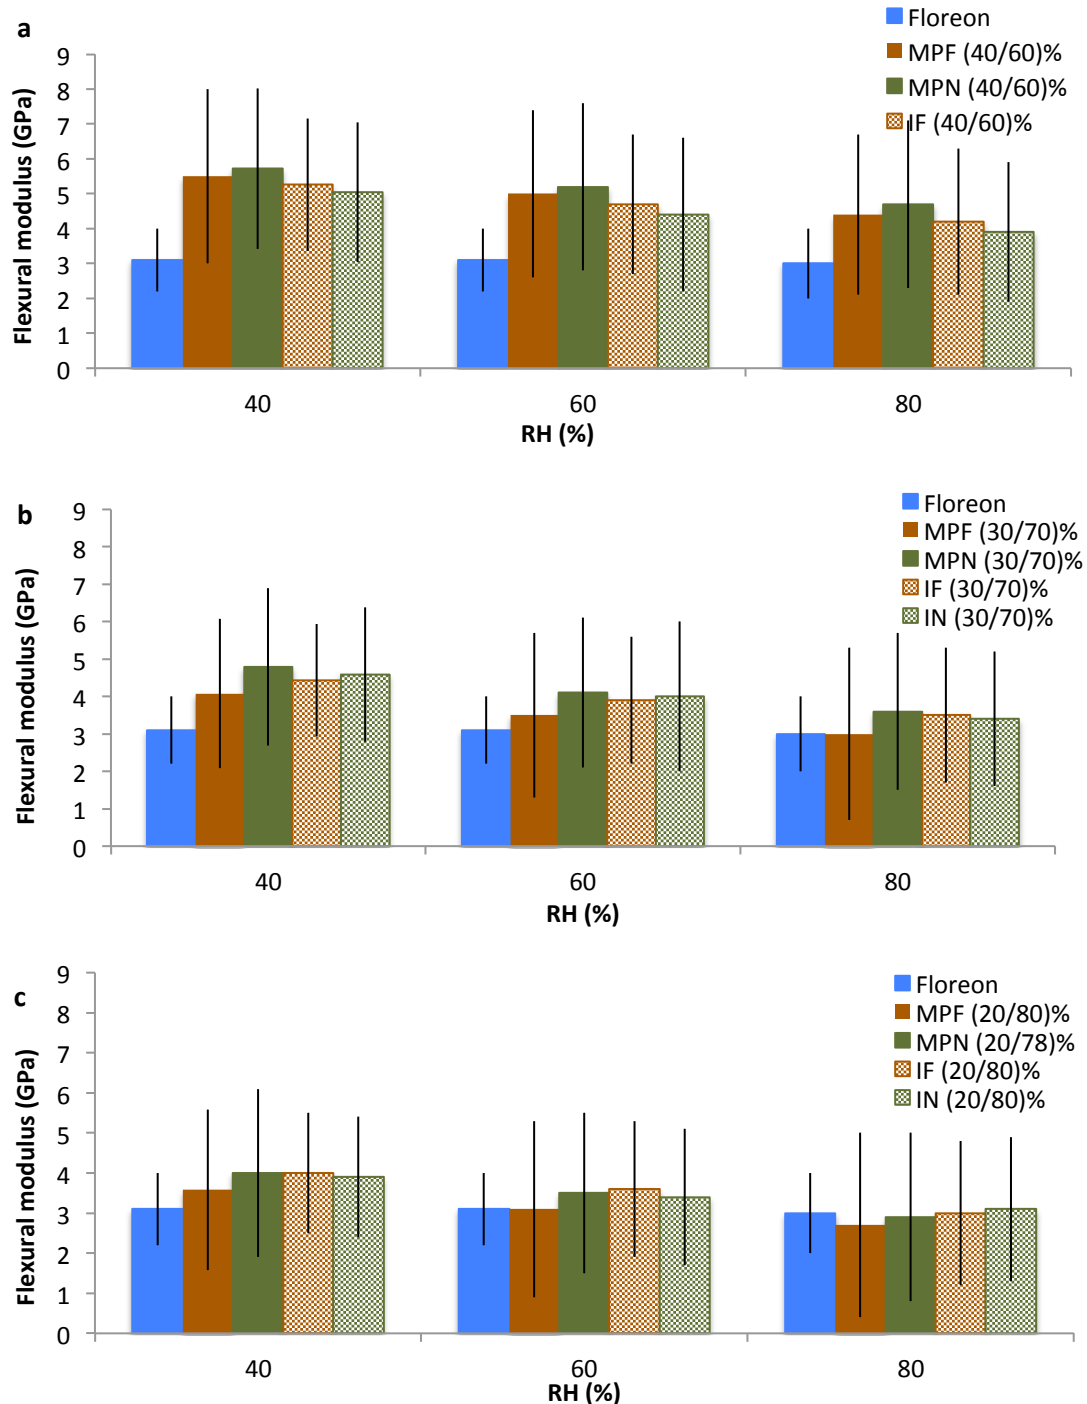 a
Floreon
MPF (40/60)%
MPN (40/60)%
IF (40/60)%
Flexural modulus (GPa)
9
8
7
6
5
4
3
2
1
0
40
60
80
RH (%)
b
Floreon
MPF (30/70)%
MPN (30/70)%
IF (30/70)%
IN (30/70)%
Flexural modulus (GPa)
9
8
7
6
5
4
3
2
1
0
40
60
80
RH (%)
c
Floreon
MPF (20/80)%
MPN (20/78)%
IF (20/80)%
IN (20/80)%
Flexural modulus (GPa)
9
8
7
6
5
4
3
2
1
0
40
60
80
RH (%)